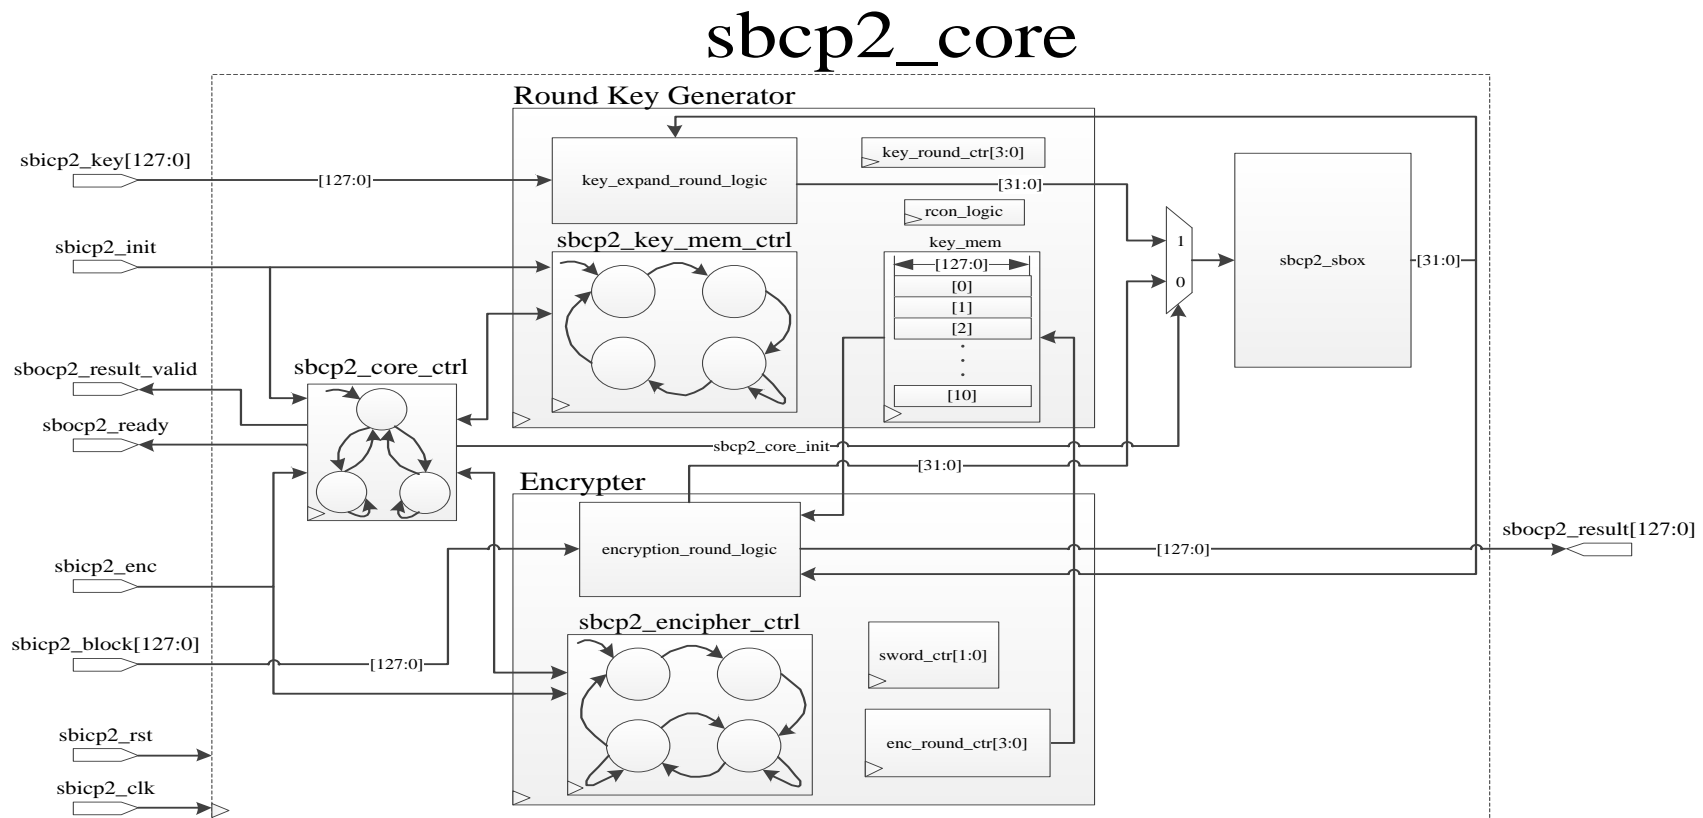 sbcp2_core
Round Key Generator
sbicp2_key[127:0]
[127:0]
key_expand_round_logic
key_round_ctr[3:0]
[31:0]
rcon_logic
sbicp2_init
sbcp2_key_mem_ctrl
key_mem
[127:0]
[0]
[1]
[2]
[10]
1
0
sbcp2_sbox
[31:0]
sbocp2_result_valid
sbcp2_core_ctrl
sbocp2_ready
sbcp2_core_init
[31:0]
Encrypter
encryption_round_logic
[127:0]
sbocp2_result[127:0]
sbicp2_enc
sbicp2_block[127:0]
[127:0]
sbcp2_encipher_ctrl
sword_ctr[1:0]
enc_round_ctr[3:0]
sbicp2_rst
sbicp2_clk